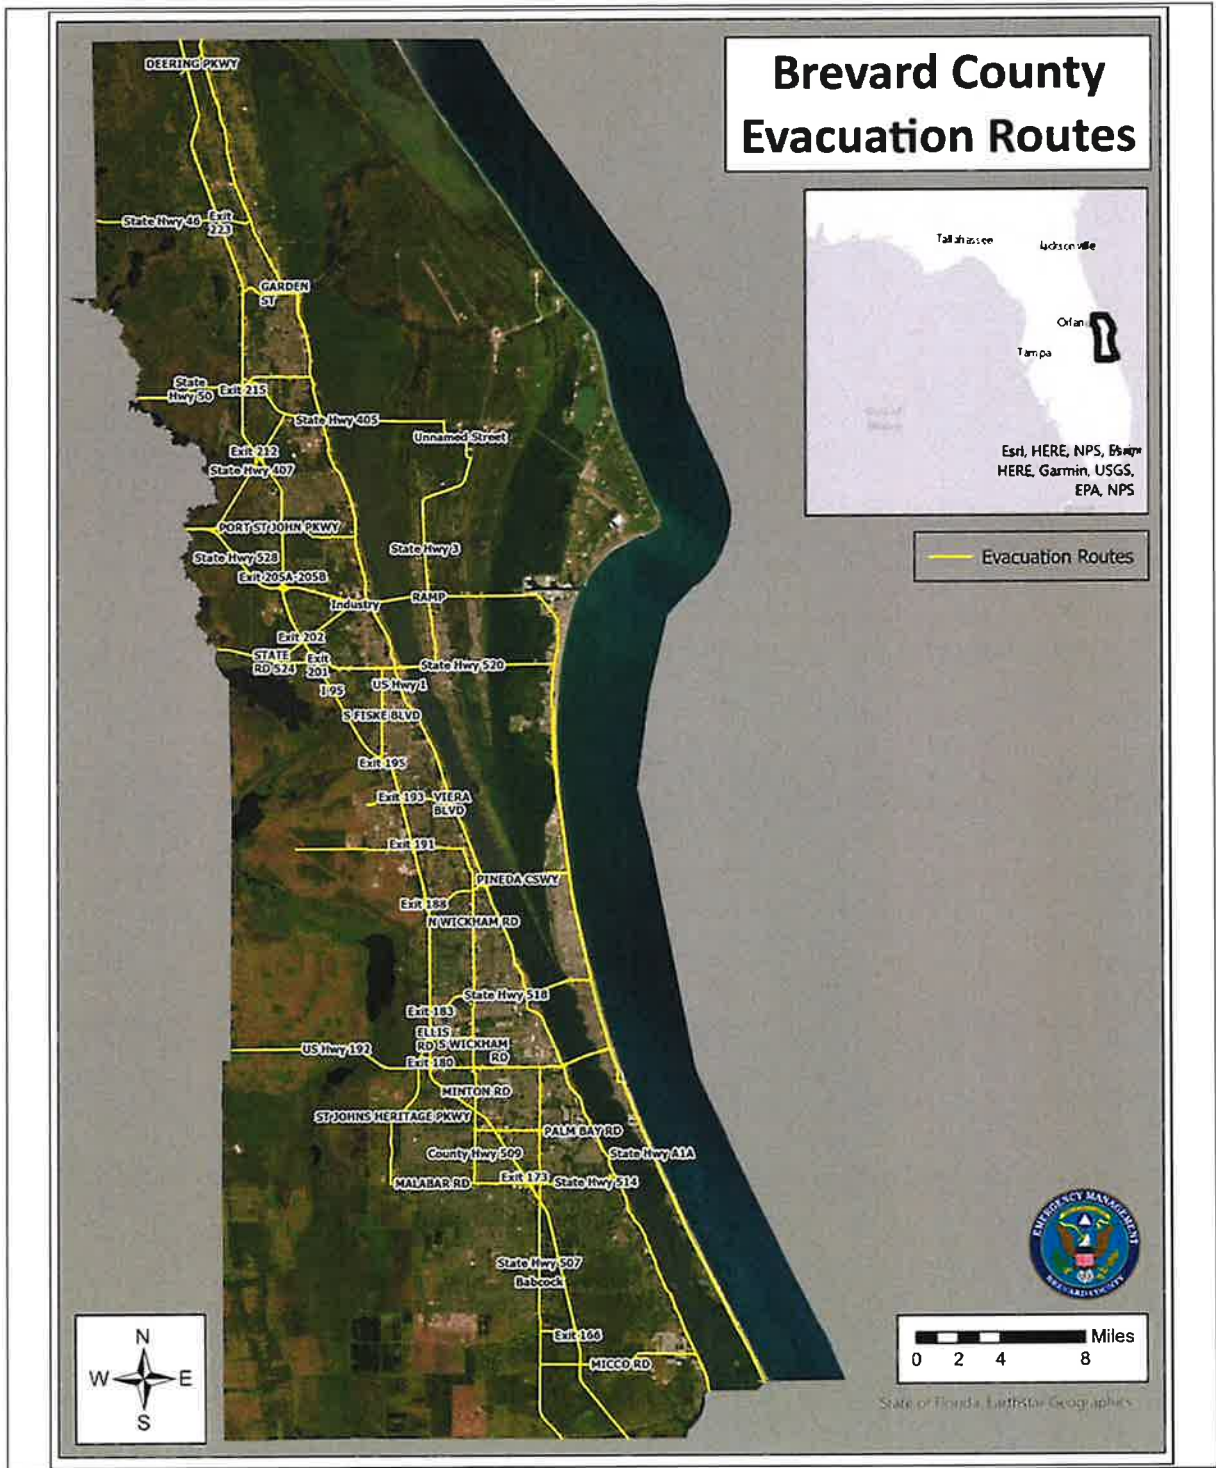 Brevard County
Evacuation Routes
DEERING PKWY
State Hwy 46
Exit
223
GARDEN
ST
State
Hwy 50
Exit 215
State Hwy 405
Unnamed Street
Exit 212
State Hwy 407
PORT ST JOHN PKWY
State Hwy 528
State Hwy 3
Exit 205A-205B
Industry
RAMP
Exit 202
STATE
RD 524
Exit
201
State Hwy 520
I 95
US Hwy 1
S FISKE BLVD
Exit 195
Exit 193
VIERA
BLVD
Exit 191
PINEDA CSWY
Exit 188
N WICKHAM RD
State Hwy 518
Exit 183
ELLIS
RD
S WICKHAM
RD
US Hwy 192
Exit 180
MINTON RD
ST JOHNS HERITAGE PKWY
PALM BAY RD
County Hwy 509
State Hwy A1A
Exit 173
MALABAR RD
State Hwy 514
State Hwy 507
Babcock
Exit 166
MICCO RD
Tallahassee
Jacksonville
Orlan
Tampa
Esri, HERE, NPS,
HERE, Garmin, USGS,
EPA, NPS
Evacuation Routes
EMERGENCY MANAGEMENT
BREVARD COUNTY
N
W E
S
Miles
0 2 4 8
State of Florida, Earthstar Geographics